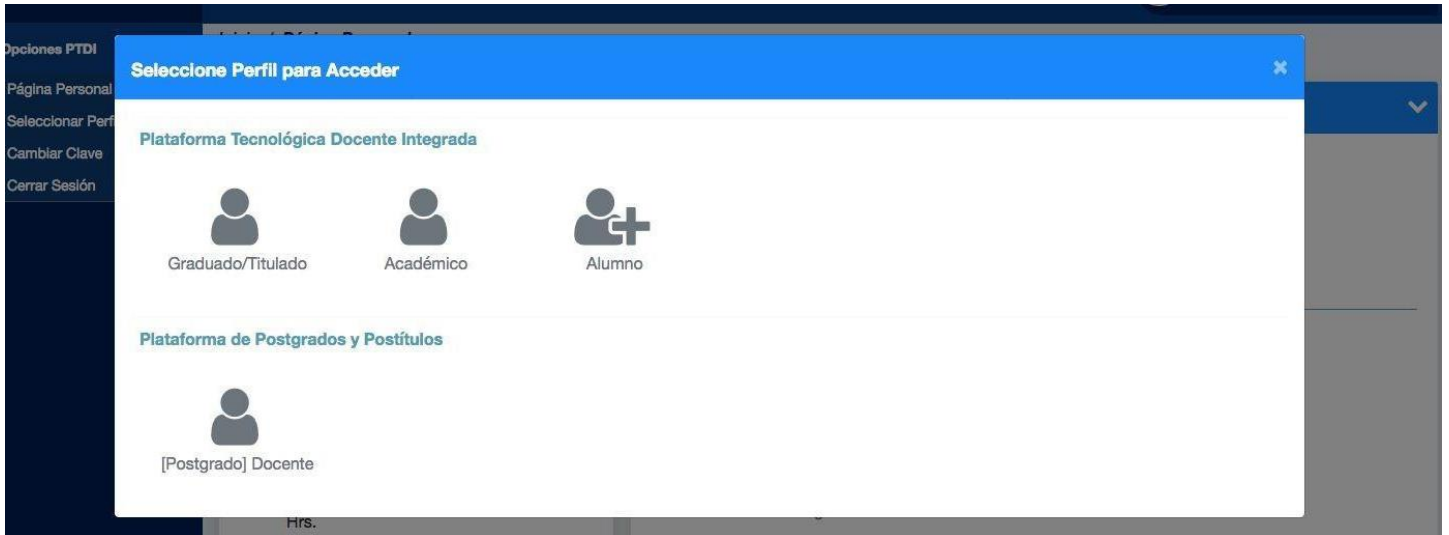 Opciones PTDI
Página Personal
Seleccionar Perf
Cambiar Clave
Cerrar Sesión
Seleccione Perfil para Acceder
×
Plataforma Tecnológica Docente Integrada
Graduado/Titulado
Académico
Alumno
Plataforma de Postgrados y Postítulos
[Postgrado] Docente
Hrs.